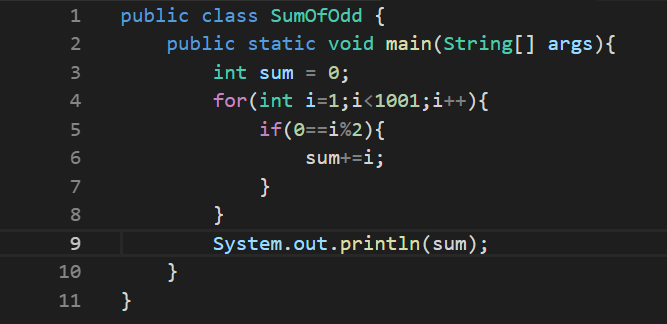 1 public class SumOfOdd {
2     public static void main(String[] args){
3         int sum = 0;
4         for(int i=1;i<1001;i++){
5             if(0==i%2){
6                 sum+=i;
7             }
8         }
9         System.out.println(sum);
10     }
11 }